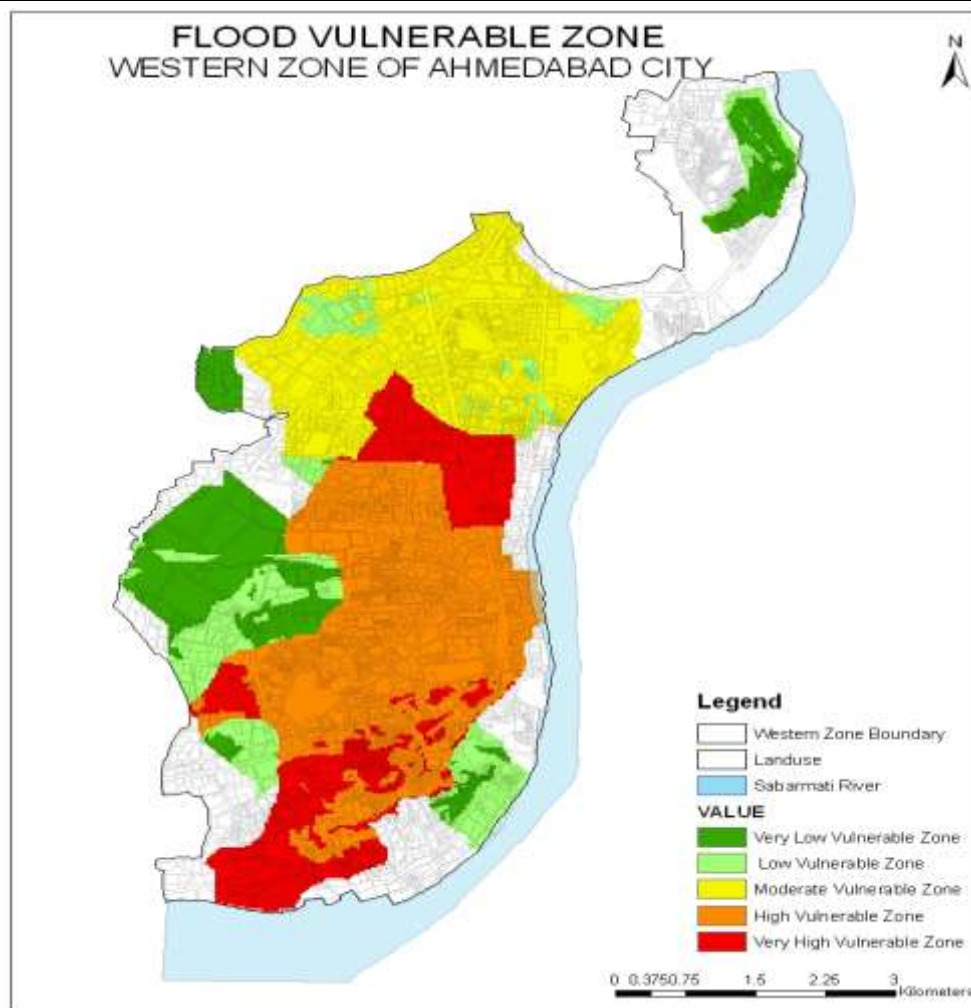 FLOOD VULNERABLE ZONE
WESTERN ZONE OF AHMEDABAD CITY
N
Legend
Western Zone Boundary
Landuse
Sabarmati River
VALUE
Very Low Vulnerable Zone
Low Vulnerable Zone
Moderate Vulnerable Zone
High Vulnerable Zone
Very High Vulnerable Zone
0 0.3750.75 1.5 2.25 3
Kilometers